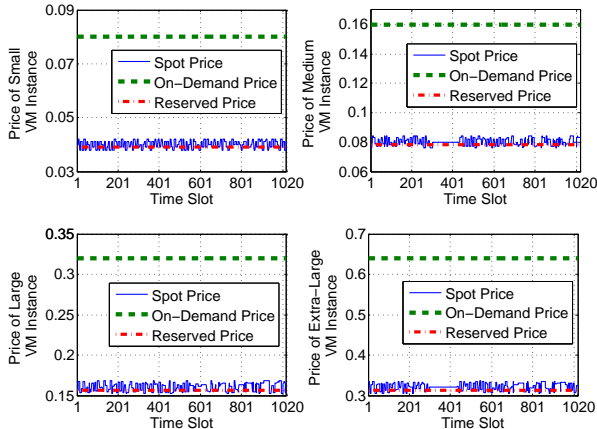 0.09
0.07
0.05
0.03
Price of Small
VM Instance
Spot Price
On−Demand Price
Reserved Price
1 201 401 601 801 1020
Time Slot
0.16
0.14
0.12
0.1
0.08
0.06
Price of Medium
VM Instance
Spot Price
On−Demand Price
Reserved Price
1 201 401 601 801 1020
Time Slot
0.35
0.3
0.25
0.2
0.15
Price of Large
VM Instance
Spot Price
On−Demand Price
Reserved Price
1 201 401 601 801 1020
Time Slot
0.7
0.6
0.5
0.4
0.3
Price of Extra−Large
VM Instance
Spot Price
On−Demand Price
Reserved Price
1 201 401 601 801 1020
Time Slot